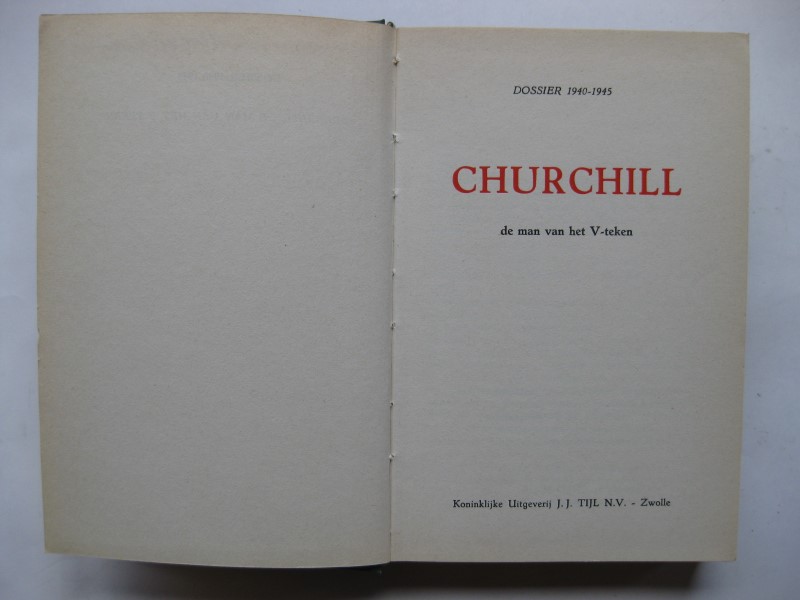 DOSSIER 1940-1945
CHURCHILL
de man van het V-teken
Koninklijke Uitgeverij J. J. TIJL N.V. - Zwolle